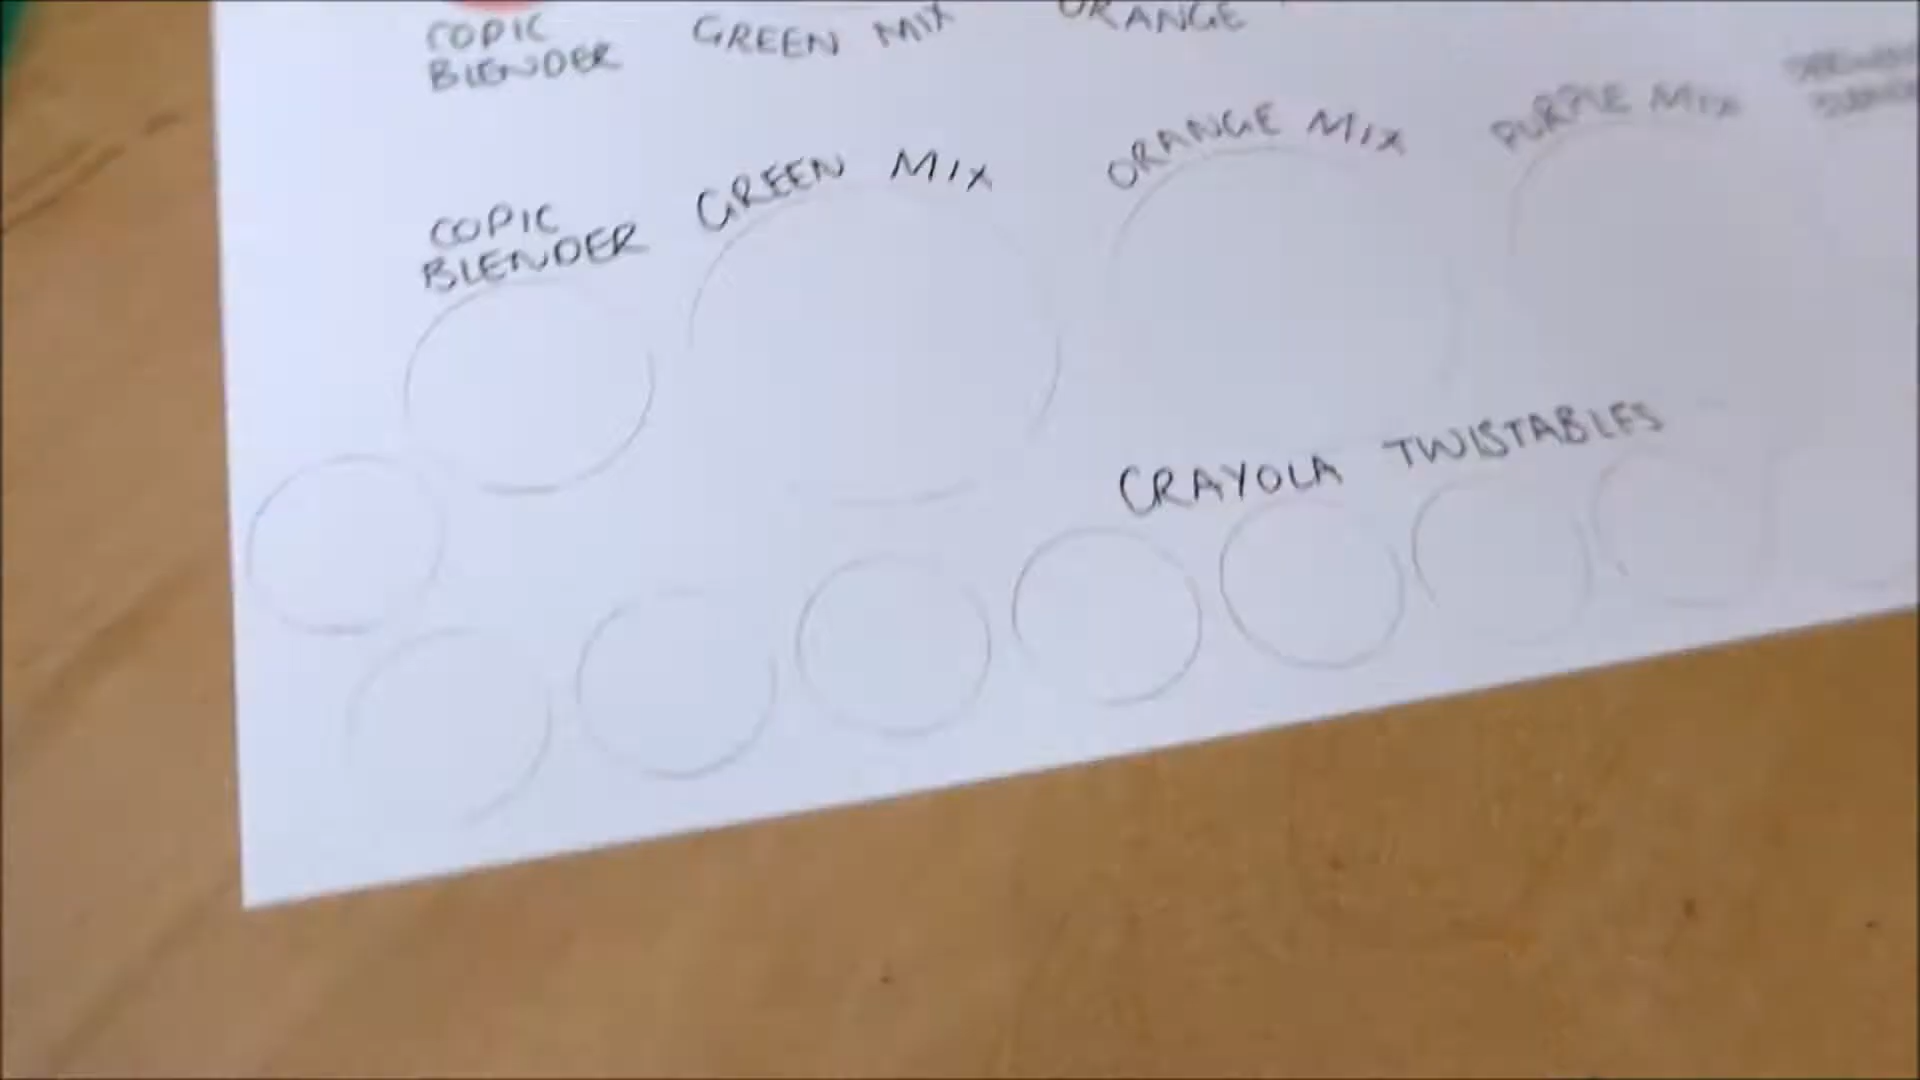 COPIC
BLENDER
GREEN MIX
ORANGE
COPIC
BLENDER
GREEN MIX
ORANGE MIX
PURPLE MIX
CRAYOLA TWISTABLES